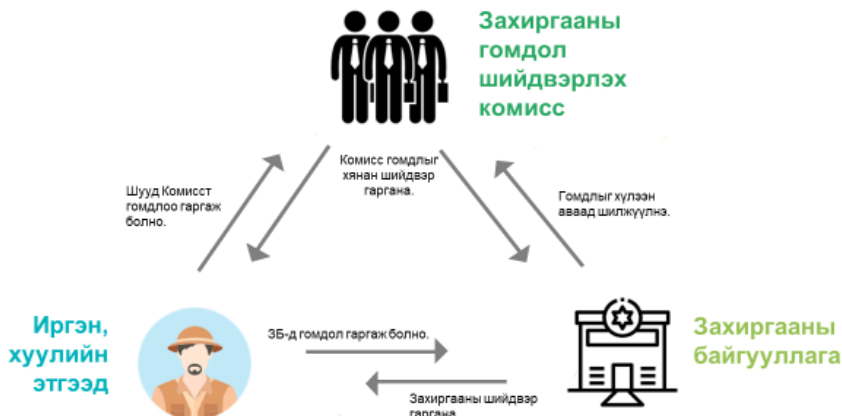 Захиргааны
гомдол
шийдвэрлэх
комисс
Комисс гомдлыг
хянан шийдвэр
гаргана.
Шууд Комисст
гомдлоо гаргаж
болно.
Гомдлыг хүлээн
аваад шилжүүлнэ.
Иргэн,
хуулийн
этгээд
ЗБ-д гомдол гаргаж болно.
Захиргааны
байгууллага
Захиргааны шийдвэр
гаргана